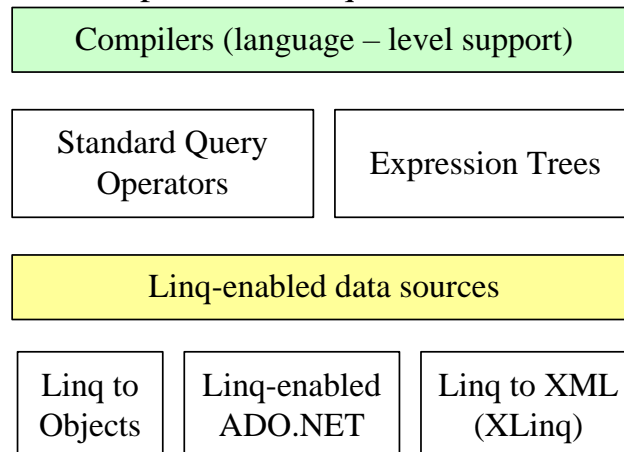 Compilers (language – level support)
Standard Query
Operators
Expression Trees
Linq-enabled data sources
Linq to
Objects
Linq-enabled
ADO.NET
Linq to XML
(XLinq)